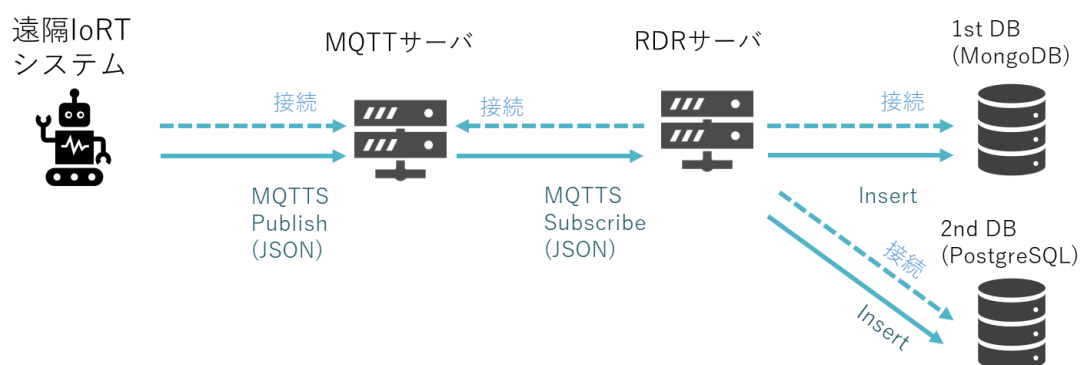 遠隔IoRT
システム
MQTTサーバ
RDRサーバ
1st DB
(MongoDB)
接続
接続
接続
MQTTS
Publish
(JSON)
MQTTS
Subscribe
(JSON)
Insert
2nd DB
(PostgreSQL)
接続
Insert